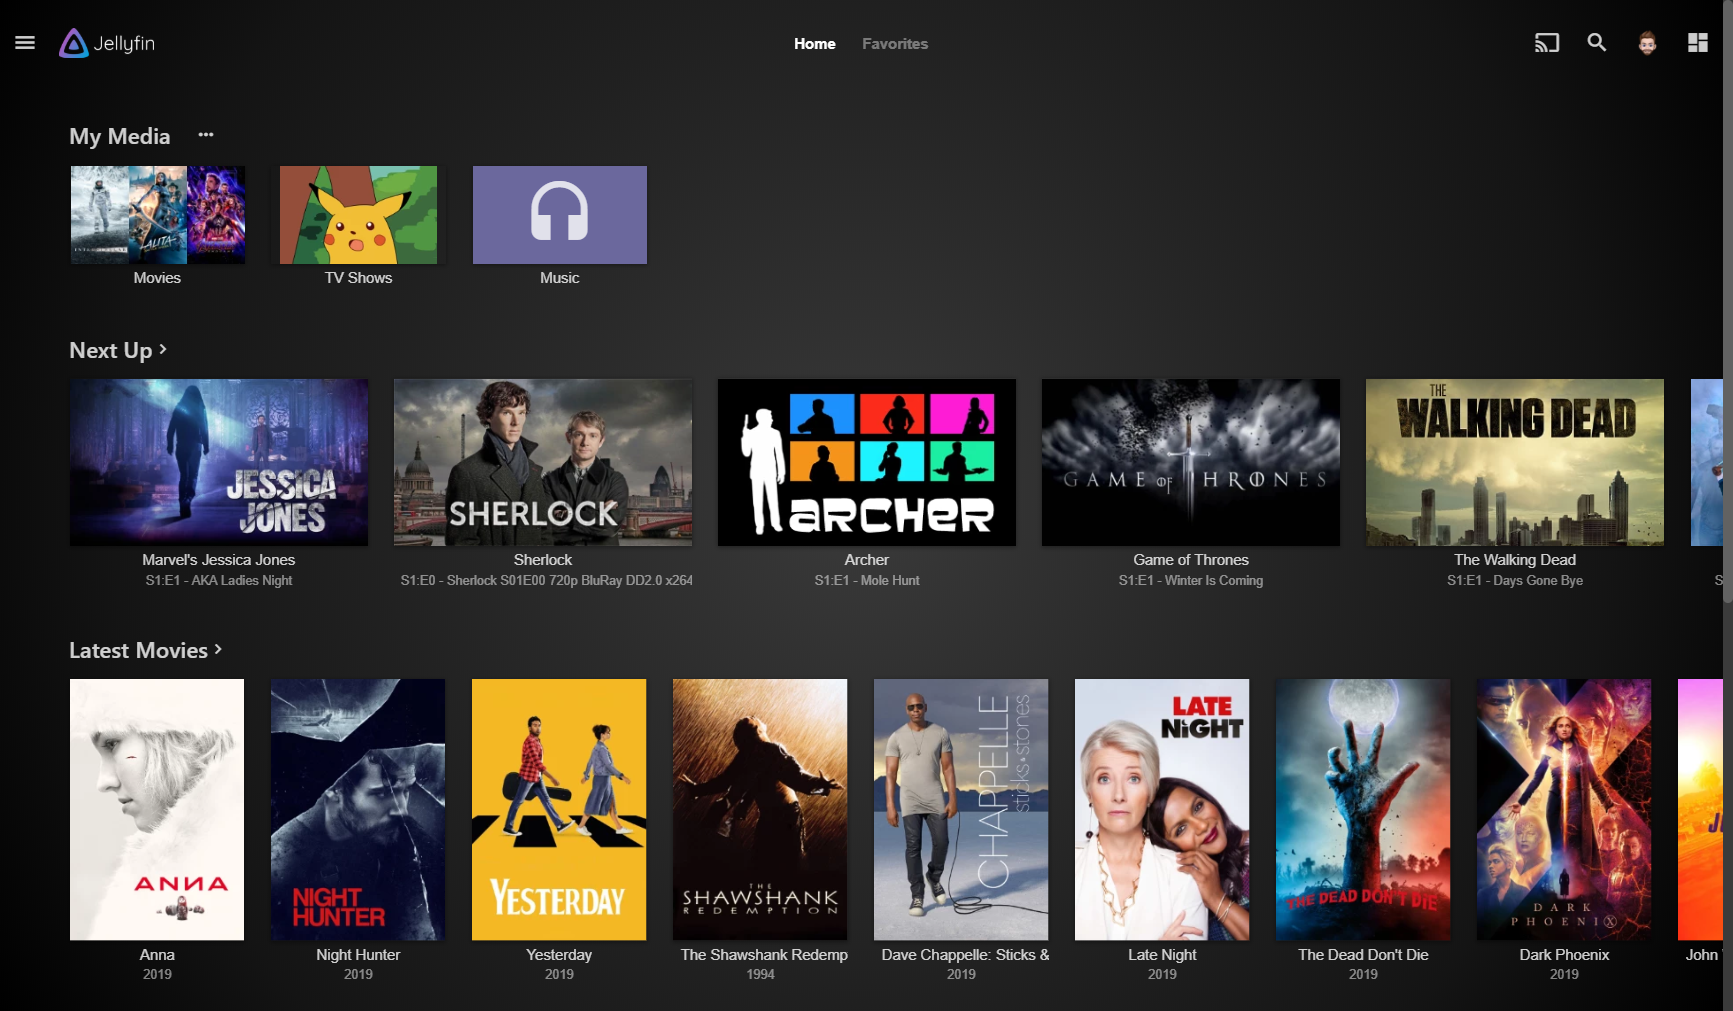 Jellyfin
Home
Favorites
My Media
INTERSTELLAR
ALITA
Movies
TV Shows
Music
Next Up
JESSICA
JONES
SHERLOCK
ARCHER
GAME OF THRONES
THE
WALKING DEAD
Marvel's Jessica Jones
Sherlock
Archer
Game of Thrones
The Walking Dead
S1:E1 - AKA Ladies Night
S1:E0 - Sherlock S01E00 720p BluRay DD2.0 x264
S1:E1 - Mole Hunt
S1:E1 - Winter Is Coming
S1:E1 - Days Gone Bye
S
Latest Movies
ANNA
NIGHT
HUNTER
YESTERDAY
THE
SHAWSHANK
REDEMPTION
CHAPPELLE
sticks & stones
LATE
NIGHT
THE DEAD DON'T DIE
DARK
PHOENIX
Anna
Night Hunter
Yesterday
The Shawshank Redemp
Dave Chappelle: Sticks &
Late Night
The Dead Don't Die
Dark Phoenix
John
2019
2019
2019
1994
2019
2019
2019
2019